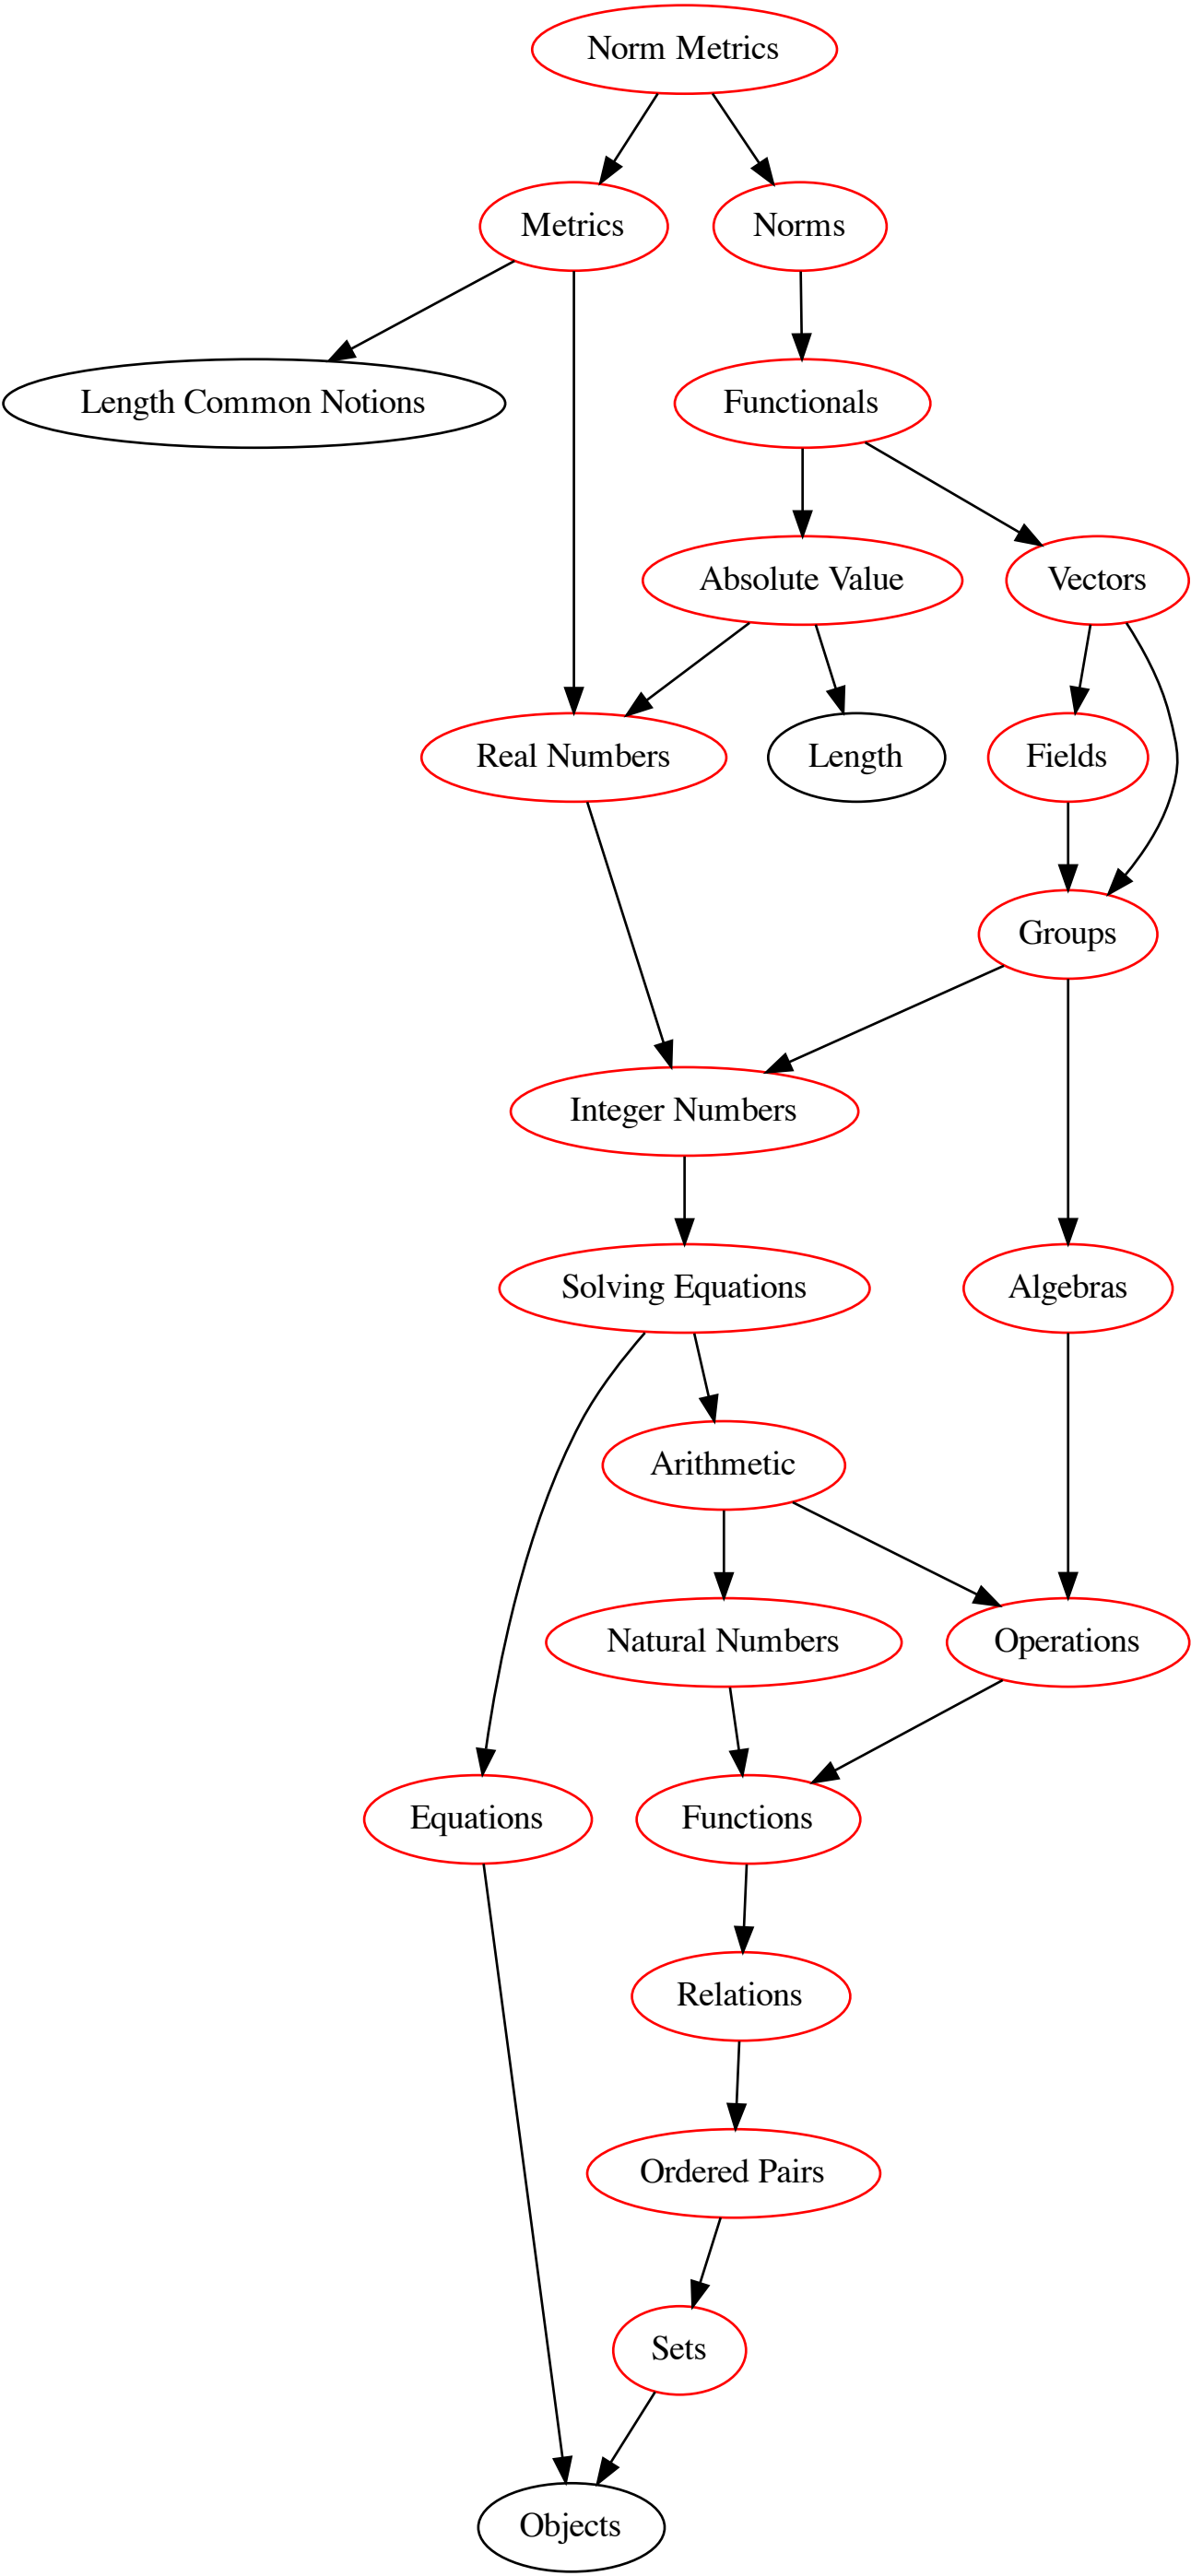 Norm Metrics
Metrics
Norms
Length Common Notions
Functionals
Absolute Value
Vectors
Real Numbers
Length
Fields
Groups
Integer Numbers
Solving Equations
Algebras
Arithmetic
Natural Numbers
Operations
Equations
Functions
Relations
Ordered Pairs
Sets
Objects